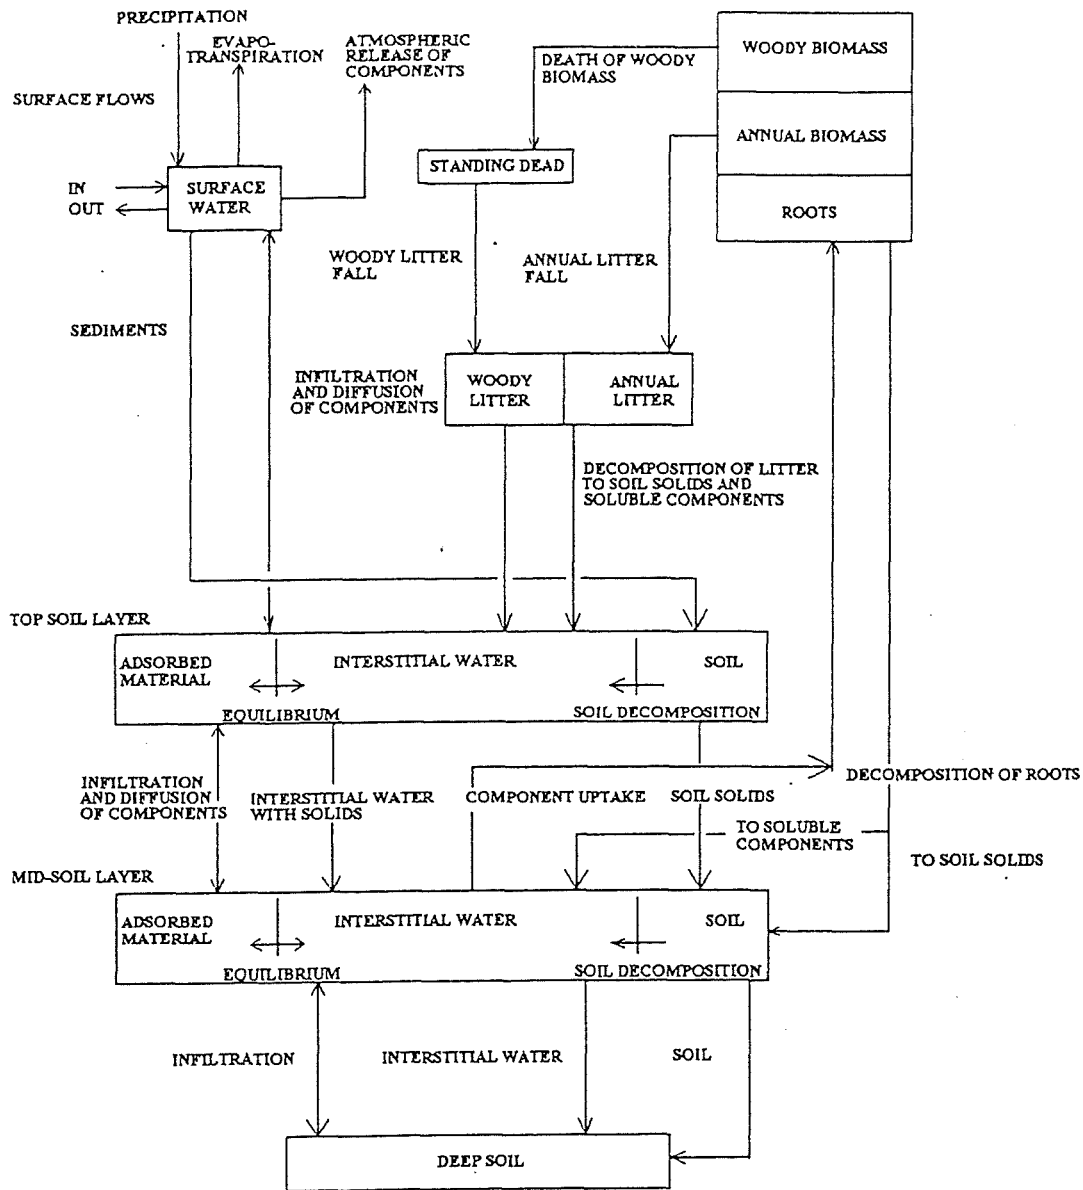 PRECIPITATION
EVAPO-
TRANSPIRATION
ATMOSPHERIC
RELEASE OF
COMPONENTS
SURFACE FLOWS
IN
OUT
SURFACE
WATER
DEATH OF WOODY
BIOMASS
WOODY BIOMASS
ANNUAL BIOMASS
ROOTS
STANDING DEAD
WOODY LITTER
FALL
ANNUAL LITTER
FALL
SEDIMENTS
INFILTRATION
AND DIFFUSION
OF COMPONENTS
WOODY
LITTER
ANNUAL
LITTER
DECOMPOSITION OF LITTER
TO SOIL SOLIDS AND
SOLUBLE COMPONENTS
TOP SOIL LAYER
ADSORBED
MATERIAL
INTERSTITIAL WATER
SOIL
EQUILIBRIUM
SOIL DECOMPOSITION
INFILTRATION
AND DIFFUSION
OF COMPONENTS
INTERSTITIAL WATER
WITH SOLIDS
COMPONENT UPTAKE
SOIL SOLIDS
DECOMPOSITION OF ROOTS
TO SOLUBLE
COMPONENTS
TO SOIL SOLIDS
MID-SOIL LAYER
ADSORBED
MATERIAL
INTERSTITIAL WATER
SOIL
EQUILIBRIUM
SOIL DECOMPOSITION
INFILTRATION
INTERSTITIAL WATER
SOIL
DEEP SOIL